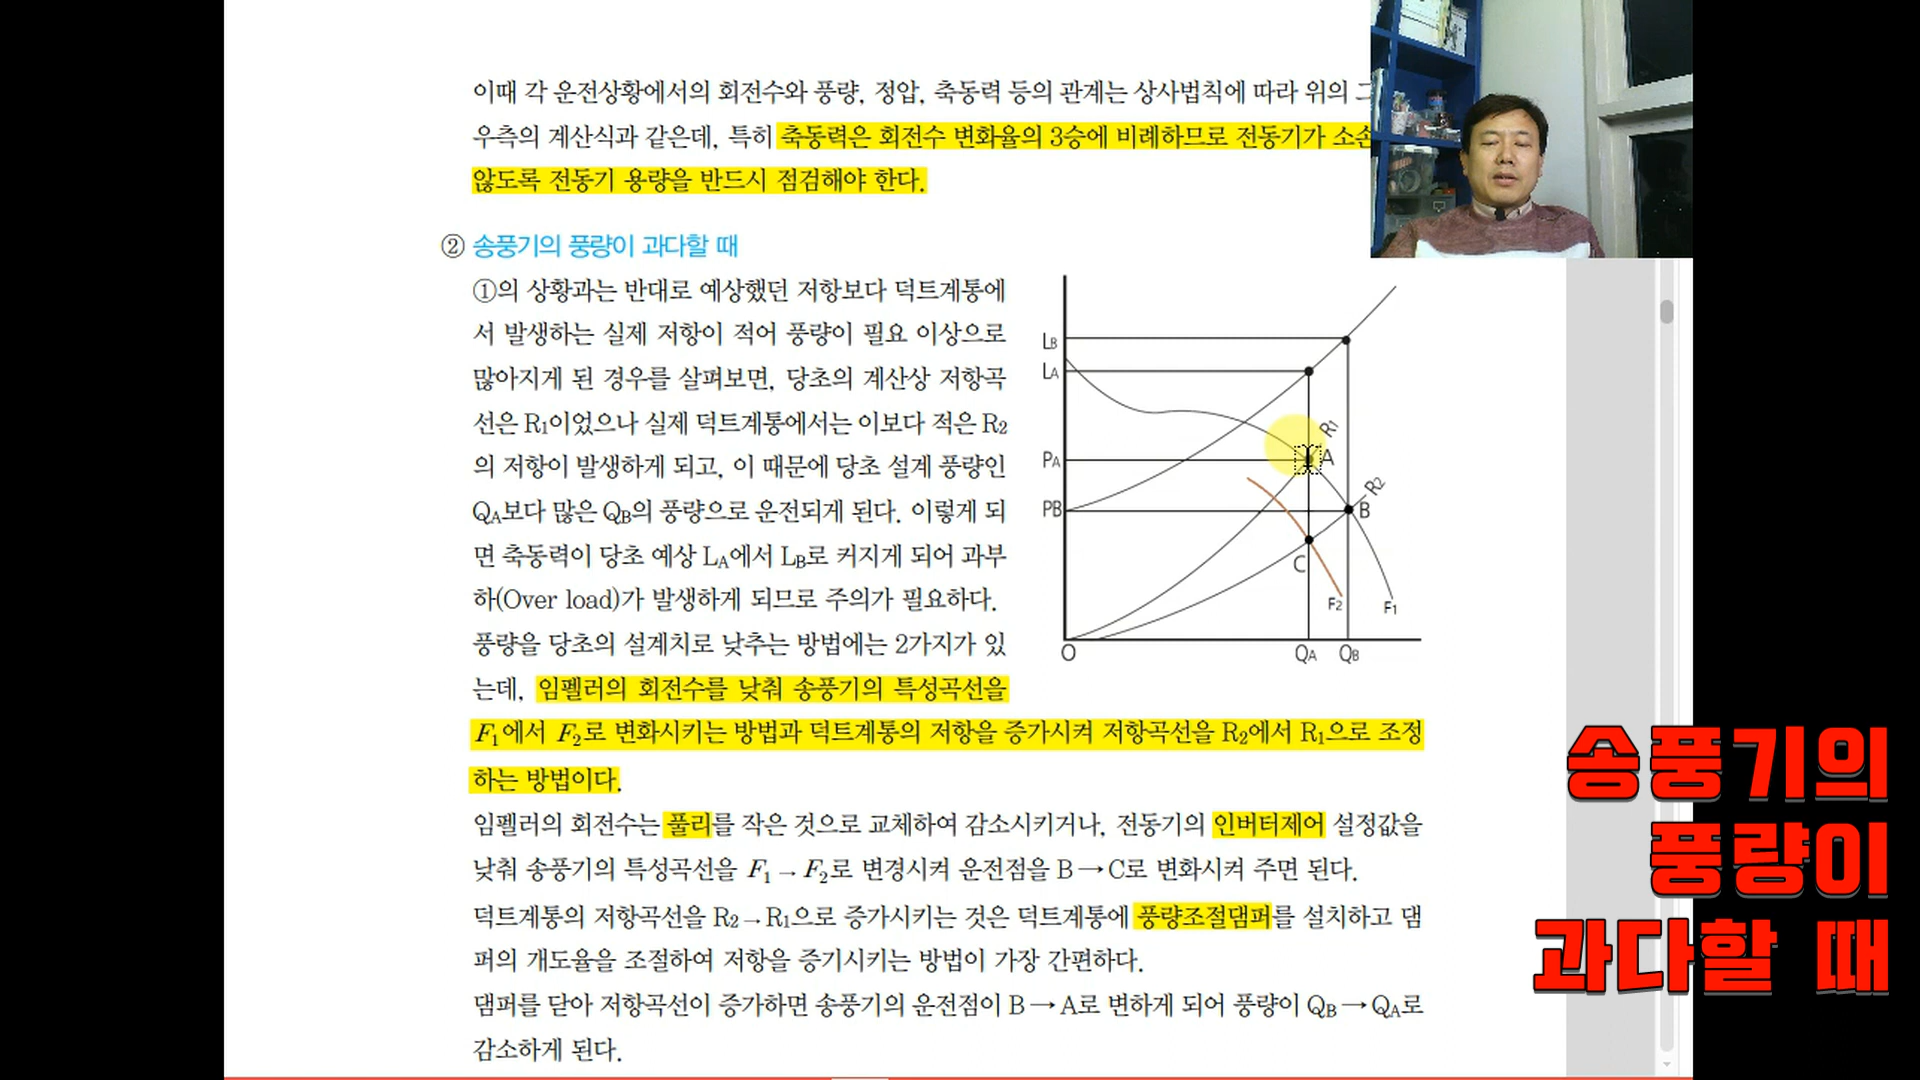 이때 각 운전상황에서의 회전수와 풍량, 정압, 축동력 등의 관계는 상사법칙에 따라 위의
우측의 계산식과 같은데, 특히 축동력은 회전수 변화율의 3승에 비례하므로 전동기가 소손
않도록 전동기 용량을 반드시 점검해야 한다.
② 송풍기의 풍량이 과다할 때
①의 상황과는 반대로 예상했던 저항보다 덕트계통에
서 발생하는 실제 저항이 적어 풍량이 필요 이상으로
많아지게 된 경우를 살펴보면, 당초의 계산상 저항곡
선은 R1이었으나 실제 덕트계통에서는 이보다 적은 R2
의 저항이 발생하게 되고, 이 때문에 당초 설계 풍량인
QA보다 많은 QB의 풍량으로 운전되게 된다. 이렇게 되
면 축동력이 당초 예상 LA에서 LB로 커지게 되어 과부
하(Over load)가 발생하게 되므로 주의가 필요하다.
풍량을 당초의 설계치로 낮추는 방법에는 2가지가 있
는데, 임펠러의 회전수를 낮춰 송풍기의 특성곡선을
F1에서 F2로 변화시키는 방법과 덕트계통의 저항을 증가시켜 저항곡선을 R2에서 R1으로 조정
하는 방법이다.
임펠러의 회전수는 풀리를 작은 것으로 교체하여 감소시키거나, 전동기의 인버터제어 설정값을
낮춰 송풍기의 특성곡선을 F1→F2로 변경시켜 운전점을 B→C로 변화시켜 주면 된다.
덕트계통의 저항곡선을 R2→R1으로 증가시키는 것은 덕트계통에 풍량조절댐퍼를 설치하고 댐
퍼의 개도율을 조절하여 저항을 증기시키는 방법이 가장 간편하다.
댐퍼를 닫아 저항곡선이 증가하면 송풍기의 운전점이 B→A로 변하게 되어 풍량이 QB→QA로
감소하게 된다.
LB
LA
PA
PB
O
QA
QB
R1
A
R2
B
C
F2
F1
송풍기의
풍량이
과다할 때